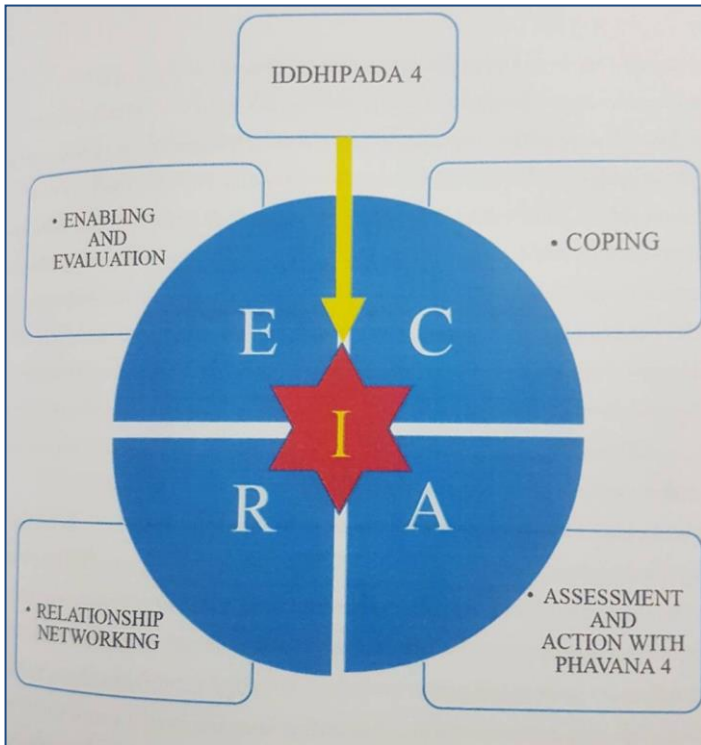 IDDHIPADA 4
• ENABLING
AND
EVALUATION
• COPING
E
C
I
R
A
• RELATIONSHIP
NETWORKING
• ASSESSMENT
AND
ACTION WITH
PHAVANA 4